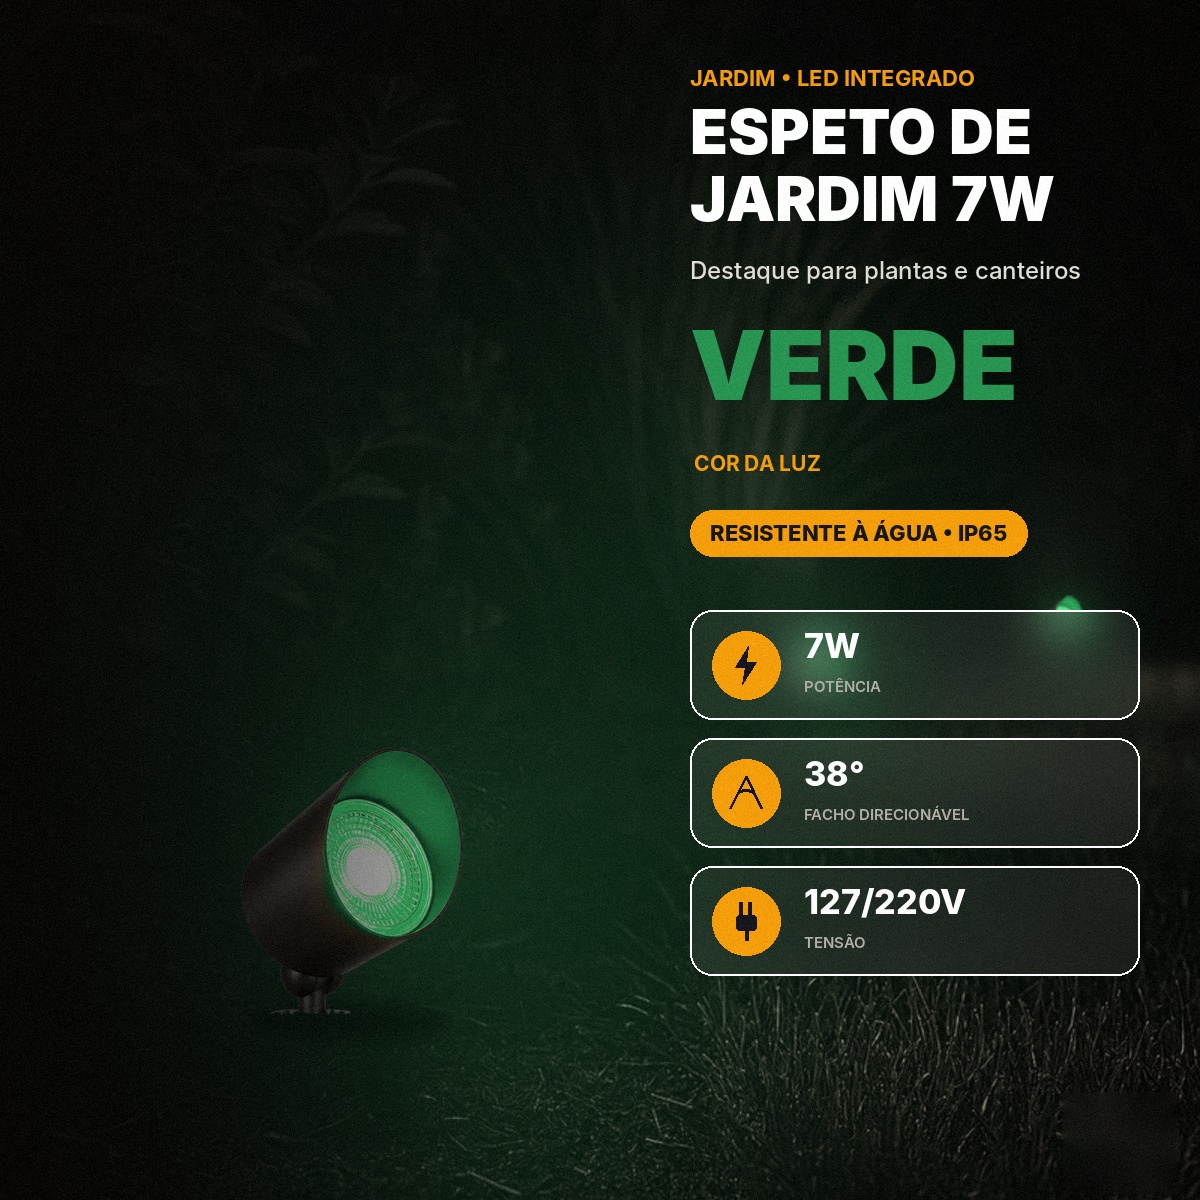 JARDIM • LED INTEGRADO
ESPETO DE
JARDIM 7W
Destaque para plantas e canteiros
VERDE
COR DA LUZ
RESISTENTE À ÁGUA • IP65
7W
POTÊNCIA
38°
FACHO DIRECIONÁVEL
127/220V
TENSÃO